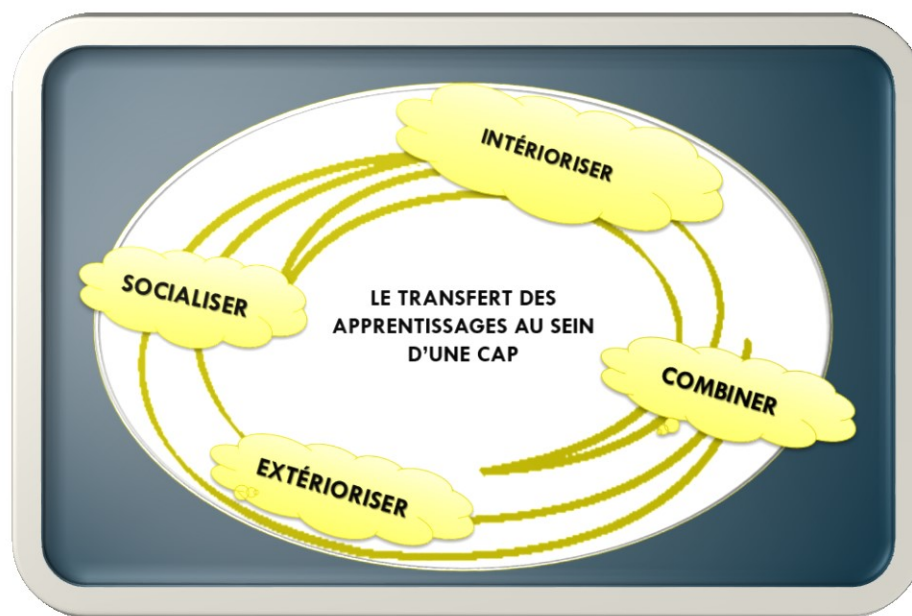 INTÉRIORISER
SOCIALISER
LE TRANSFERT DES
APPRENTISSAGES AU SEIN
D'UNE CAP
COMBINER
EXTÉRIORISER